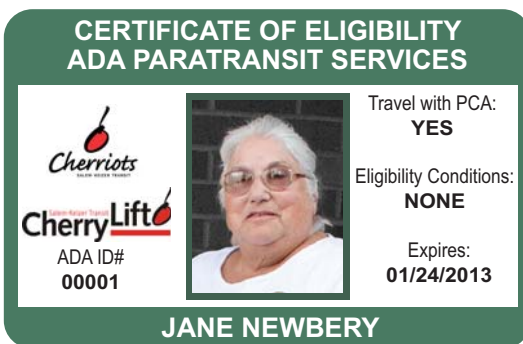 CERTIFICATE OF ELIGIBILITY
ADA PARATRANSIT SERVICES
Cherriots
SALEM-KEIZER TRANSIT
Salem-Keizer Transit
CherryLift
ADA ID#
00001
Travel with PCA:
YES
Eligibility Conditions:
NONE
Expires:
01/24/2013
JANE NEWBERY